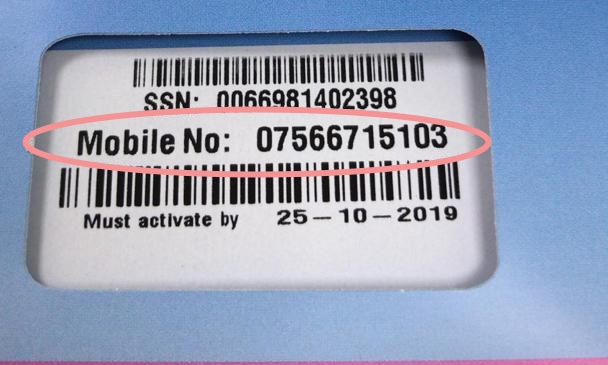 SSN: 0066981402398
Mobile No: 07566715103
Must activate by 25-10-2019